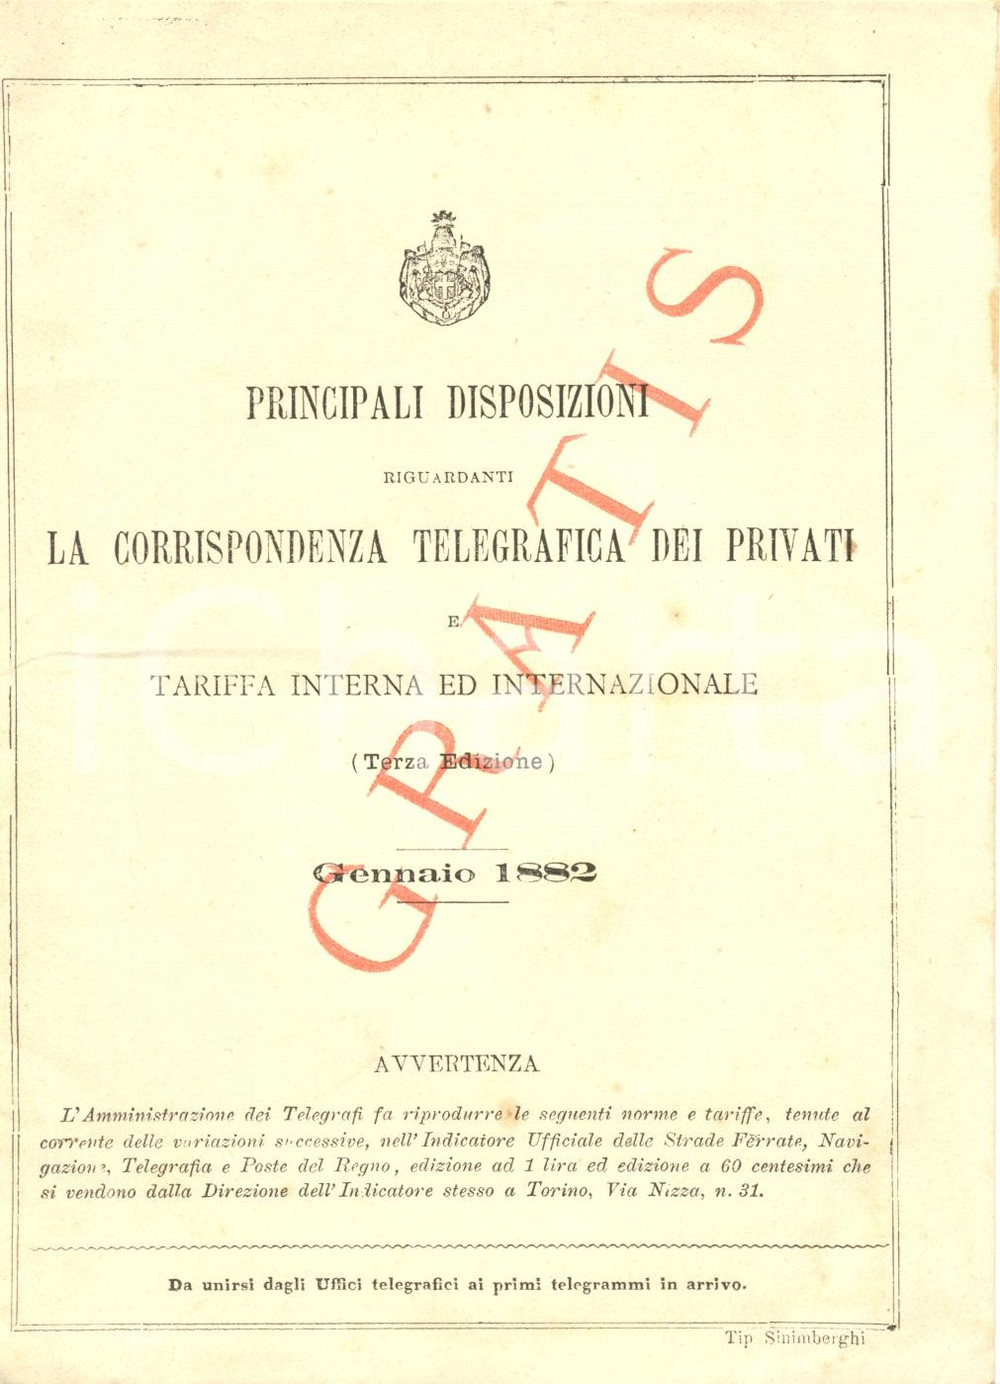 PRINCIPALI DISPOSIZIONI
RIGUARDANTI
LA CORRISPONDENZA TELEGRAFICA DEI PRIVATI
E
TARIFFA INTERNA ED INTERNAZIONALE
(Terza Edizione)
Gennaio 1882
GRATIS
AVVERTENZA
L'Amministrazione dei Telegrafi fa riprodurre le seguenti norme e tariffe, tenute al
corrente delle variazioni successive, nell'Indicatore Ufficiale delle Strade Ferrate, Navi-
gazione, Telegrafia e Poste del Regno, edizione ad 1 lira ed edizione a 60 centesimi che
si vendono dalla Direzione dell'Indicatore stesso a Torino, Via Nizza, n. 31.
Da unirsi dagli Uffici telegrafici ai primi telegrammi in arrivo.
Tip Sinimberghi
iCharta